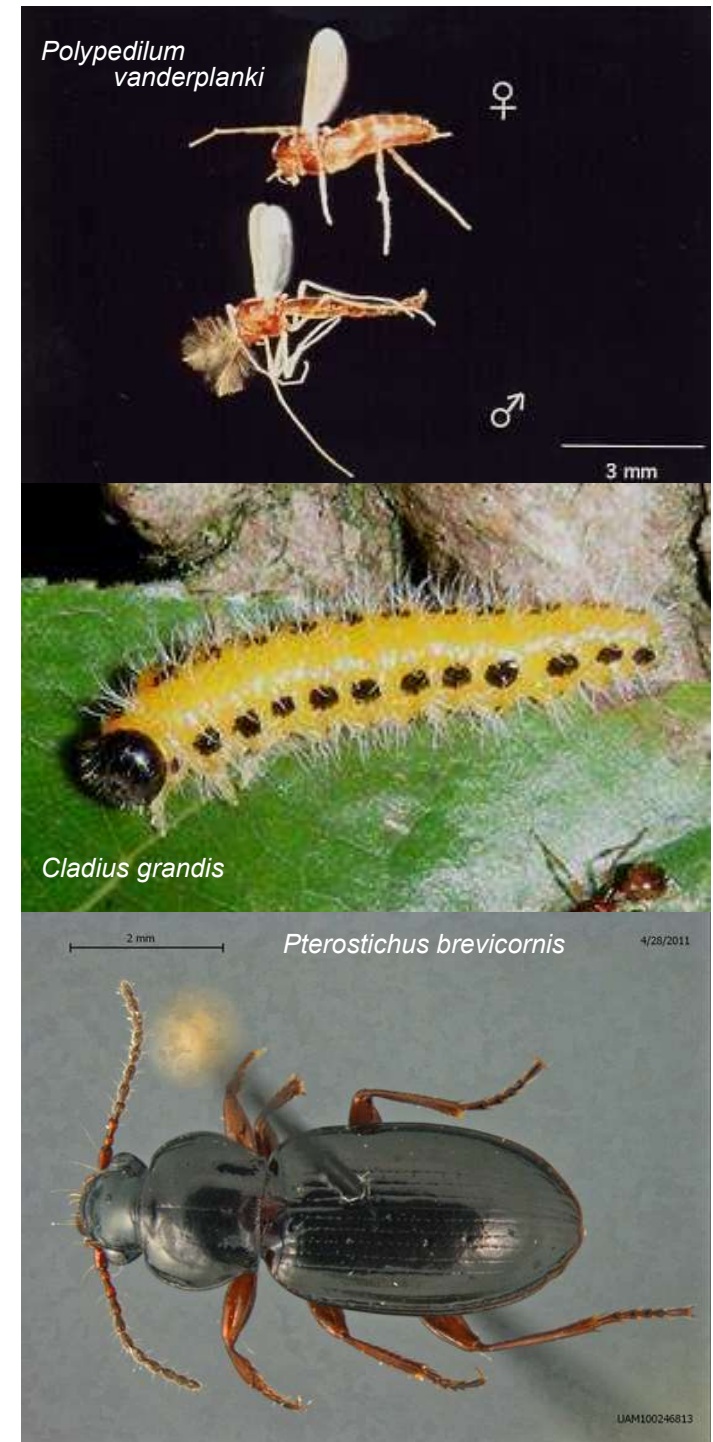 Polypedilum
vanderplanki
♀
♂
3 mm
Cladius grandis
2 mm
Pterostichus brevicornis
4/28/2011
UAM100246813